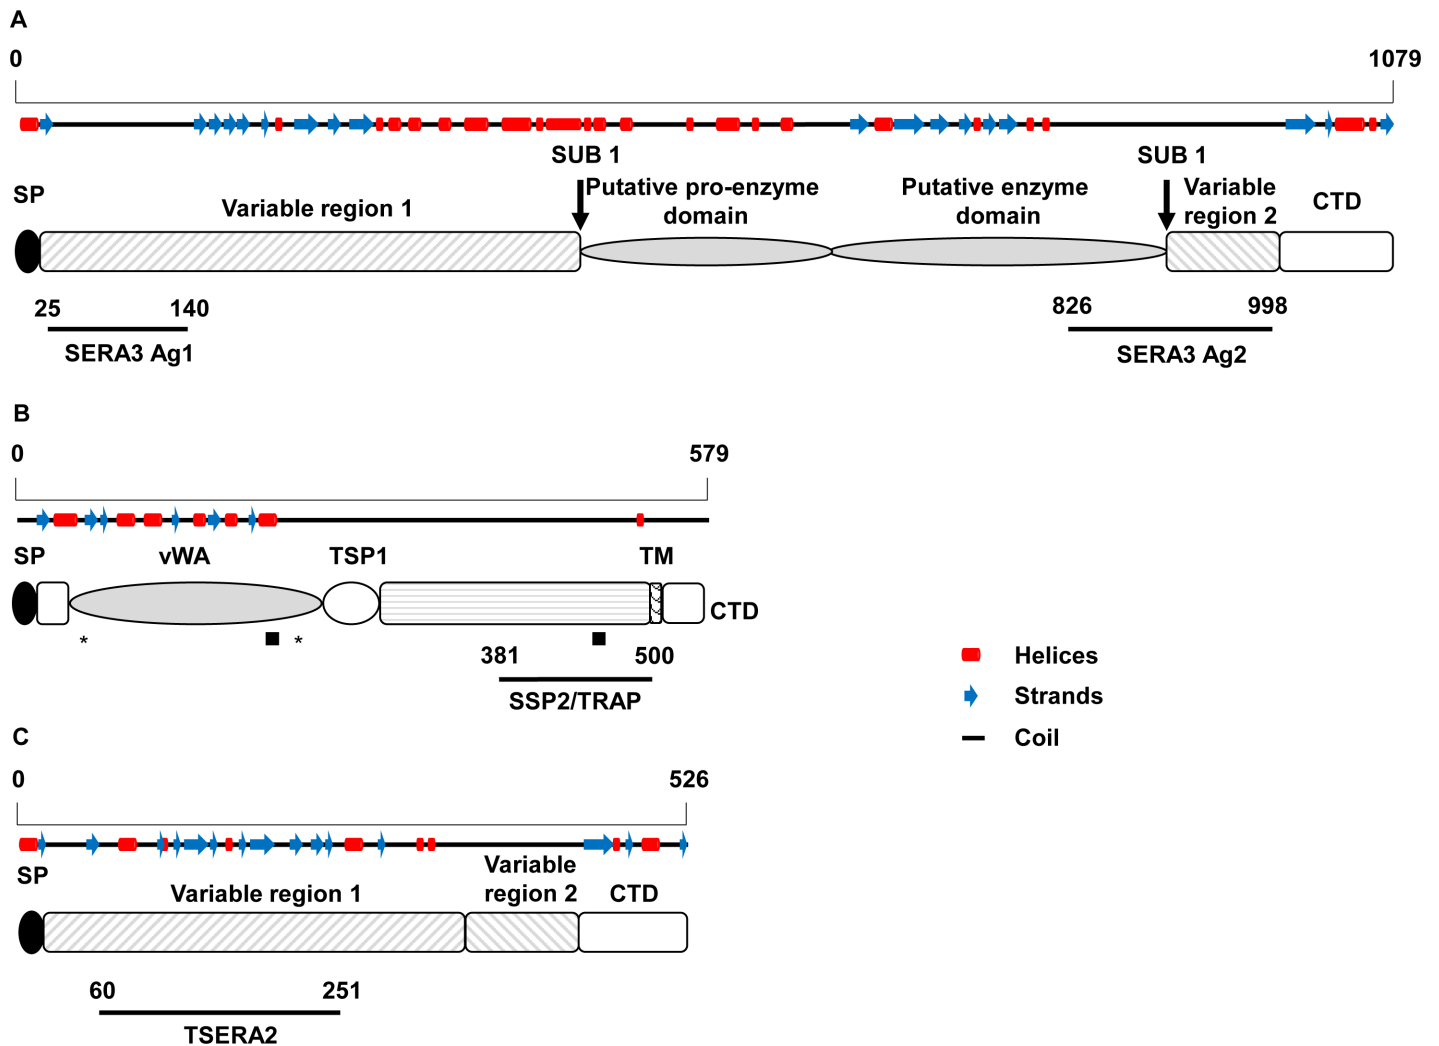 A
0 1079
SUB 1 SUB 1
SP Variable region 1 Putative pro-enzyme Putative enzyme Variable CTD
domain domain region 2
25 140 826 998
SERA3 Ag1 SERA3 Ag2
B
0 579
SP vWA TSP1 TM
CTD
* *
381 500
SSP2/TRAP
Helices
Strands
Coil
C
0 526
SP Variable region 1 Variable CTD
region 2
60 251
TSERA2